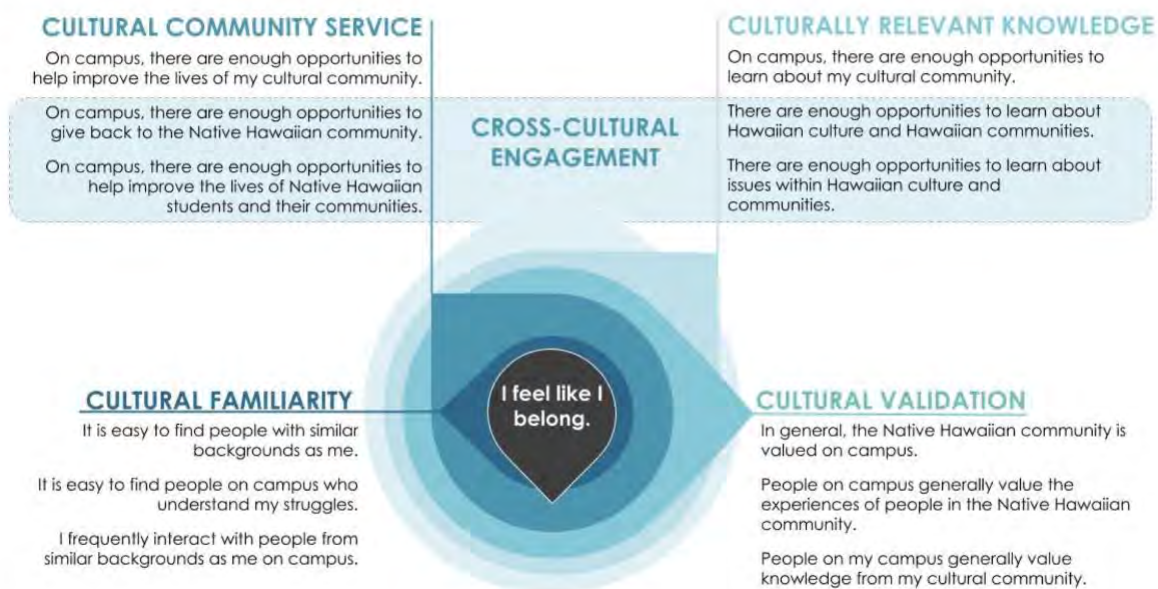 CULTURAL COMMUNITY SERVICE
On campus, there are enough opportunities to
help improve the lives of my cultural community.
On campus, there are enough opportunities to
give back to the Native Hawaiian community.
On campus, there are enough opportunities to
help improve the lives of Native Hawaiian
students and their communities.
CROSS-CULTURAL
ENGAGEMENT
CULTURALLY RELEVANT KNOWLEDGE
On campus, there are enough opportunities to
learn about my cultural community.
There are enough opportunities to learn about
Hawaiian culture and Hawaiian communities.
There are enough opportunities to learn about
issues within Hawaiian culture and
communities.
I feel like I
belong.
CULTURAL FAMILIARITY
It is easy to find people with similar
backgrounds as me.
It is easy to find people on campus who
understand my struggles.
I frequently interact with people from
similar backgrounds as me on campus.
CULTURAL VALIDATION
In general, the Native Hawaiian community is
valued on campus.
People on campus generally value the
experiences of people in the Native Hawaiian
community.
People on my campus generally value
knowledge from my cultural community.